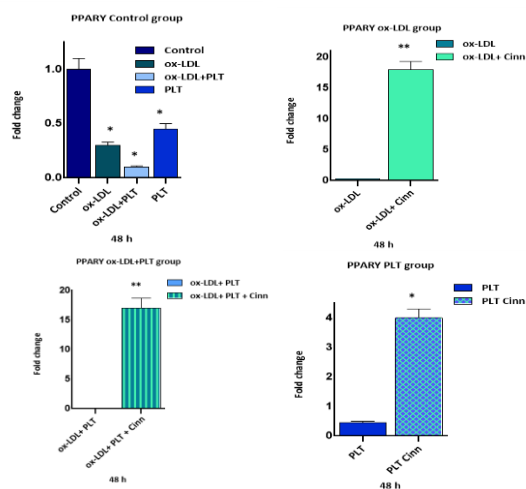 PPARY Control group
Control
ox-LDL
ox-LDL+PLT
PLT
Fold change
1.0
0.5
0.0
*
*
*
Control
ox-LDL
ox-LDL+PLT
PLT
48 h
PPARY ox-LDL group
ox-LDL
ox-LDL+ Cinn
Fold change
20
15
10
5
0
**
ox-LDL
ox-LDL+ Cinn
48 h
PPARY ox-LDL+PLT group
ox-LDL+ PLT
ox-LDL+ PLT + Cinn
Fold change
20
15
10
5
0
**
ox-LDL+ PLT
ox-LDL+ PLT + Cinn
48 h
PPARY PLT group
PLT
PLT Cinn
Fold change
4
3
2
1
0
*
PLT
PLT Cinn
48 h